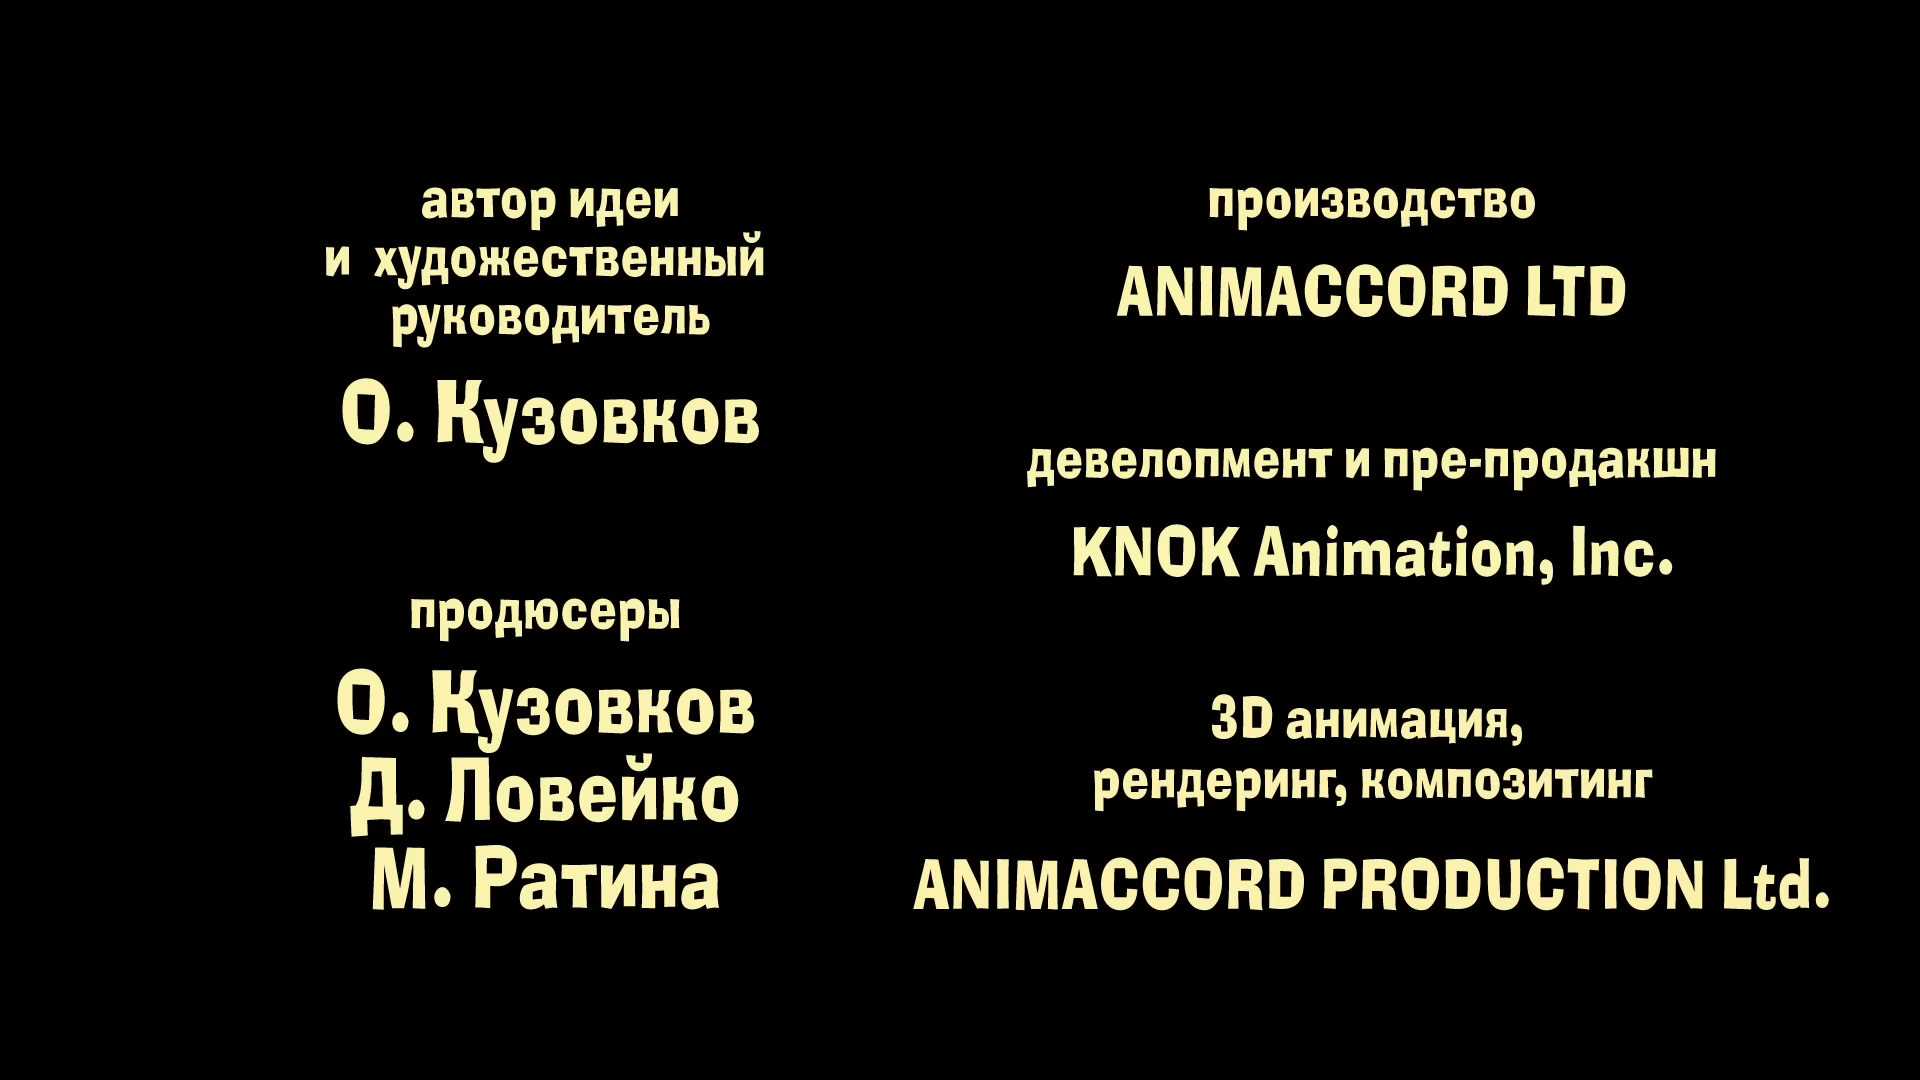 автор идеи
и художественный
руководитель
О. Кузовков
продюсеры
О. Кузовков
Д. Ловейко
М. Ратина
производство
ANIMACCORD LTD
девелопмент и пре-продакшн
KNOK Animation, Inc.
3D анимация,
рендеринг, композитинг
ANIMACCORD PRODUCTION Ltd.